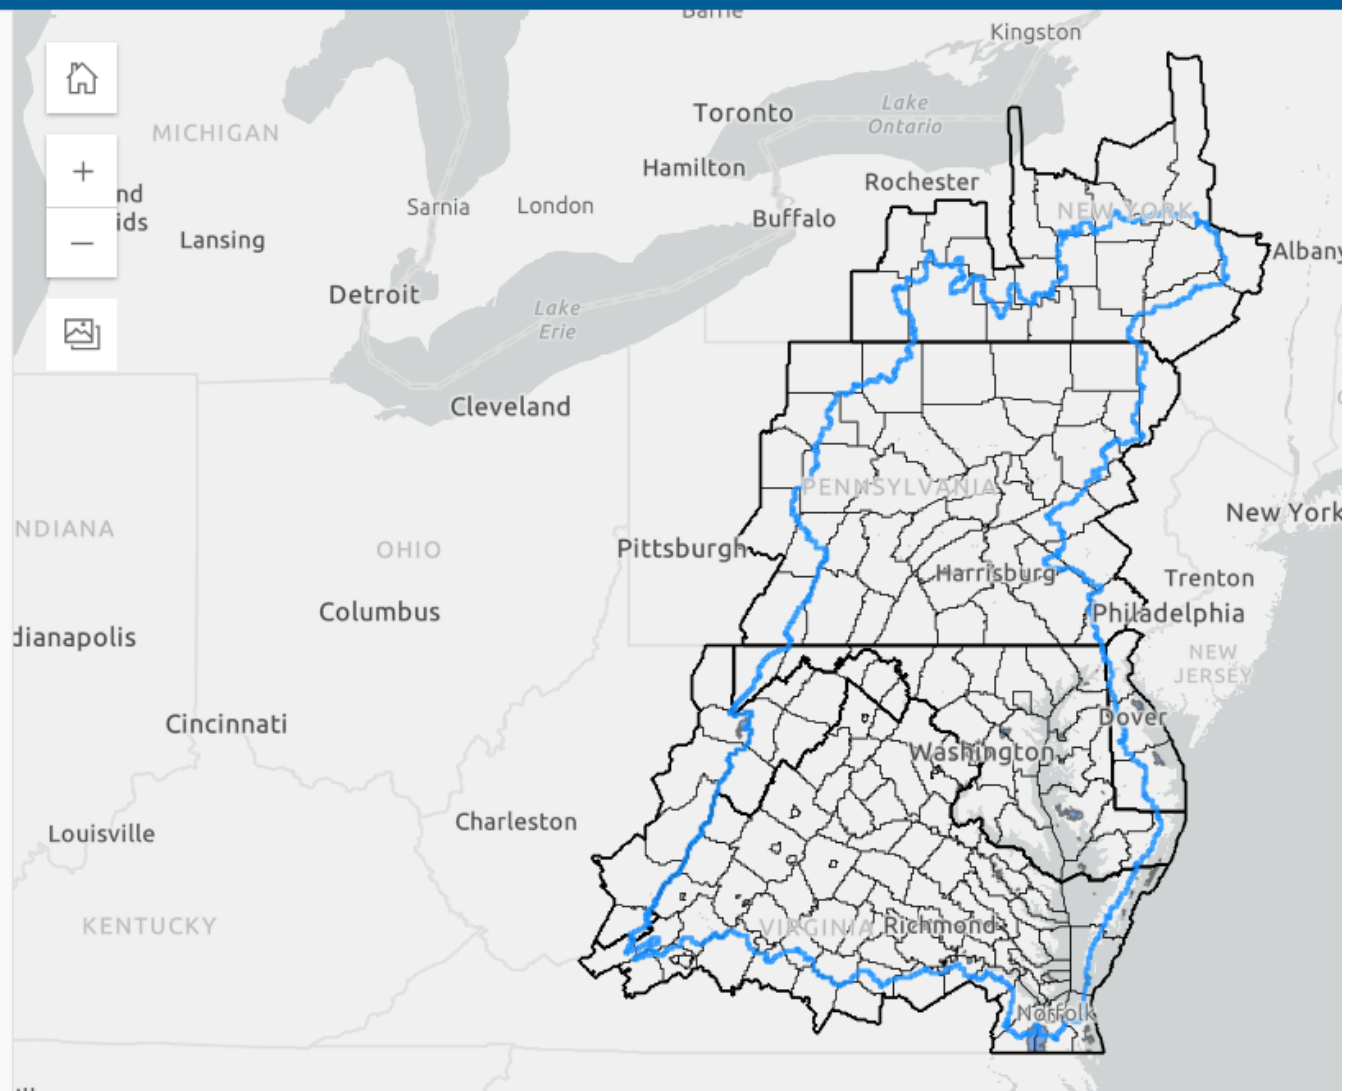 Kingston
Toronto
Lake
Ontario
MICHIGAN
Hamilton
Rochester
nd
ids
Sarnia
London
Buffalo
NEW YORK
Lansing
Albany
Detroit
Lake
Erie
Cleveland
PENNSYLVANIA
New York
NDIANA
OHIO
Pittsburgh
Harrisburg
Trenton
Columbus
Philadelphia
dianapolis
NEW
JERSEY
Cincinnati
Dover
Washington
Charleston
Louisville
KENTUCKY
VIRGINIA
Richmond
Norfolk